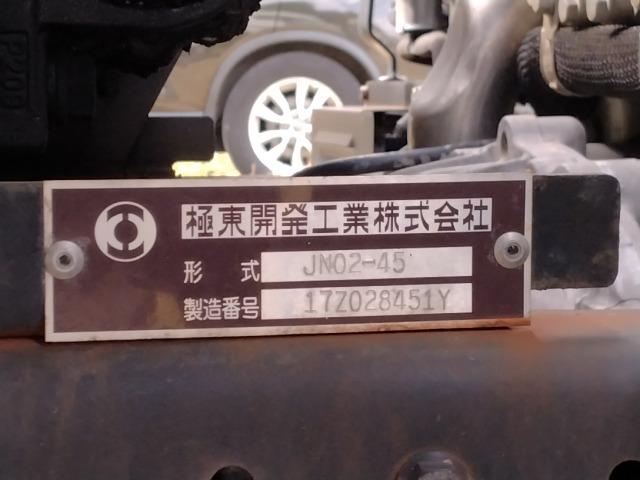 極東開発工業株式会社
形 式 JN02-45
製造番号 17Z028451Y